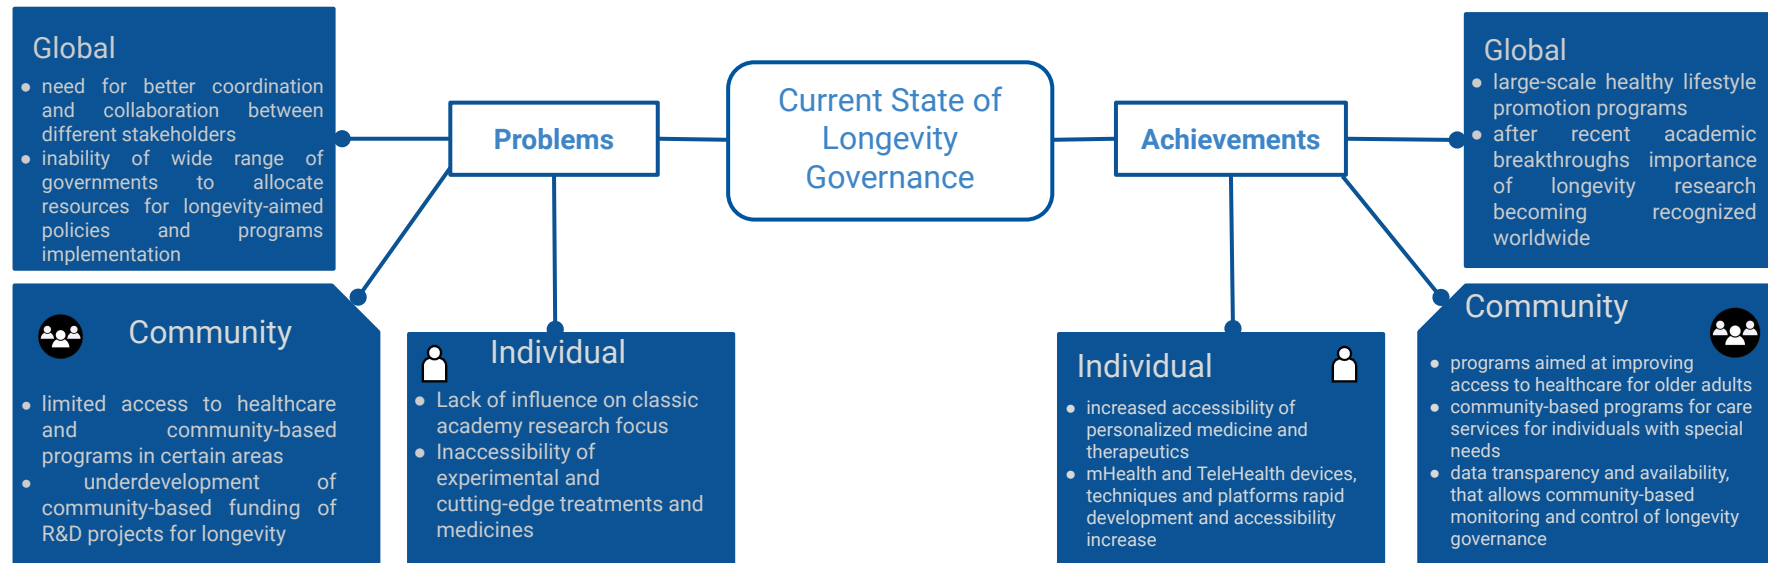 Current State of
Longevity
Governance
Problems
Global
● need for better coordination
and collaboration between
different stakeholders
● inability of wide range of
governments to allocate
resources for longevity-aimed
policies and programs
implementation
Community
● limited access to healthcare
and community-based
programs in certain areas
● underdevelopment of
community-based funding of
R&D projects for longevity
Individual
● Lack of influence on classic
academy research focus
● Inaccessibility of
experimental and
cutting-edge treatments and
medicines
Achievements
Global
● large-scale healthy lifestyle
promotion programs
● after recent academic
breakthroughs importance
of longevity research
becoming recognized
worldwide
Individual
● increased accessibility of
personalized medicine and
therapeutics
● mHealth and TeleHealth devices,
techniques and platforms rapid
development and accessibility
increase
Community
● programs aimed at improving
access to healthcare for older adults
● community-based programs for care
services for individuals with special
needs
● data transparency and availability,
that allows community-based
monitoring and control of longevity
governance